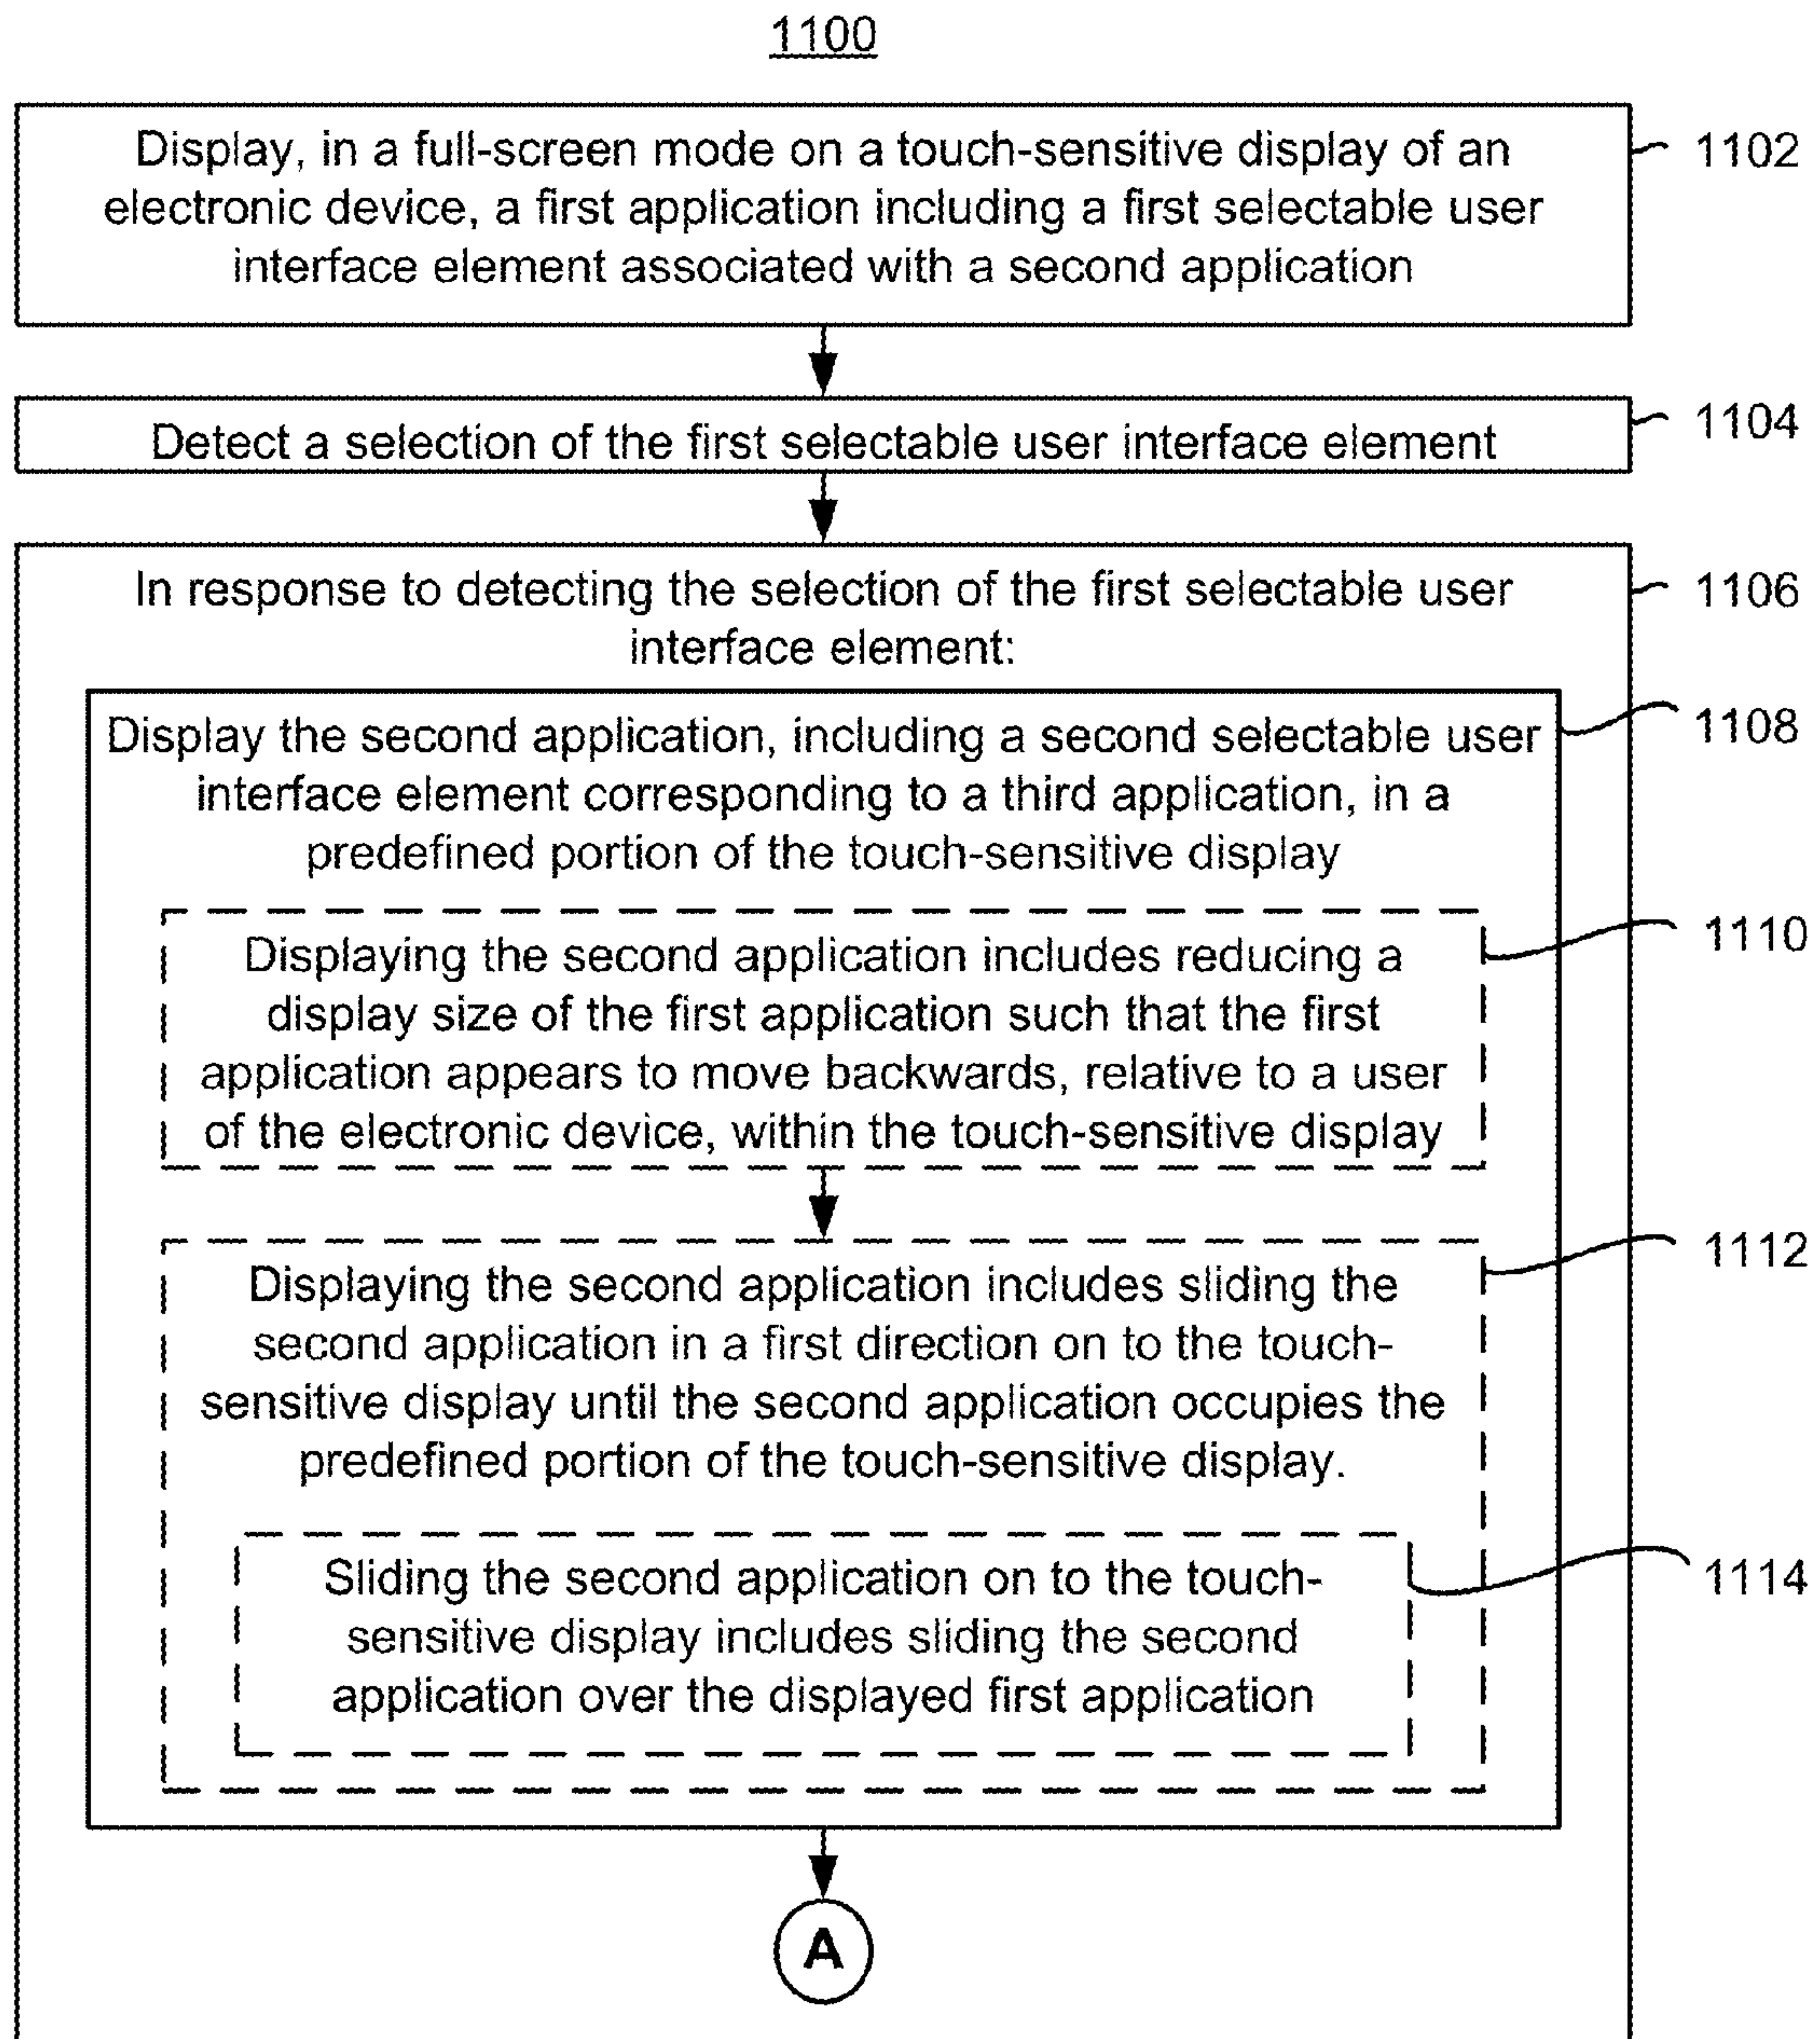 1100
Display, in a full-screen mode on a touch-sensitive display of an
electronic device, a first application including a first selectable user
interface element associated with a second application
1102
Detect a selection of the first selectable user interface element
1104
In response to detecting the selection of the first selectable user
interface element:
1106
Display the second application, including a second selectable user
interface element corresponding to a third application, in a
predefined portion of the touch-sensitive display
1108
Displaying the second application includes reducing a
display size of the first application such that the first
application appears to move backwards, relative to a user
of the electronic device, within the touch-sensitive display
1110
Displaying the second application includes sliding the
second application in a first direction on to the touch-
sensitive display until the second application occupies the
predefined portion of the touch-sensitive display.
1112
Sliding the second application on to the touch-
sensitive display includes sliding the second
application over the displayed first application
1114
A